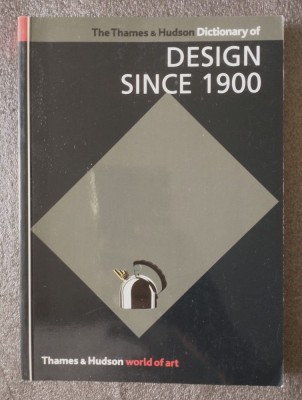 The Thames & Hudson Dictionary of
DESIGN
SINCE 1900
Thames & Hudson world of art